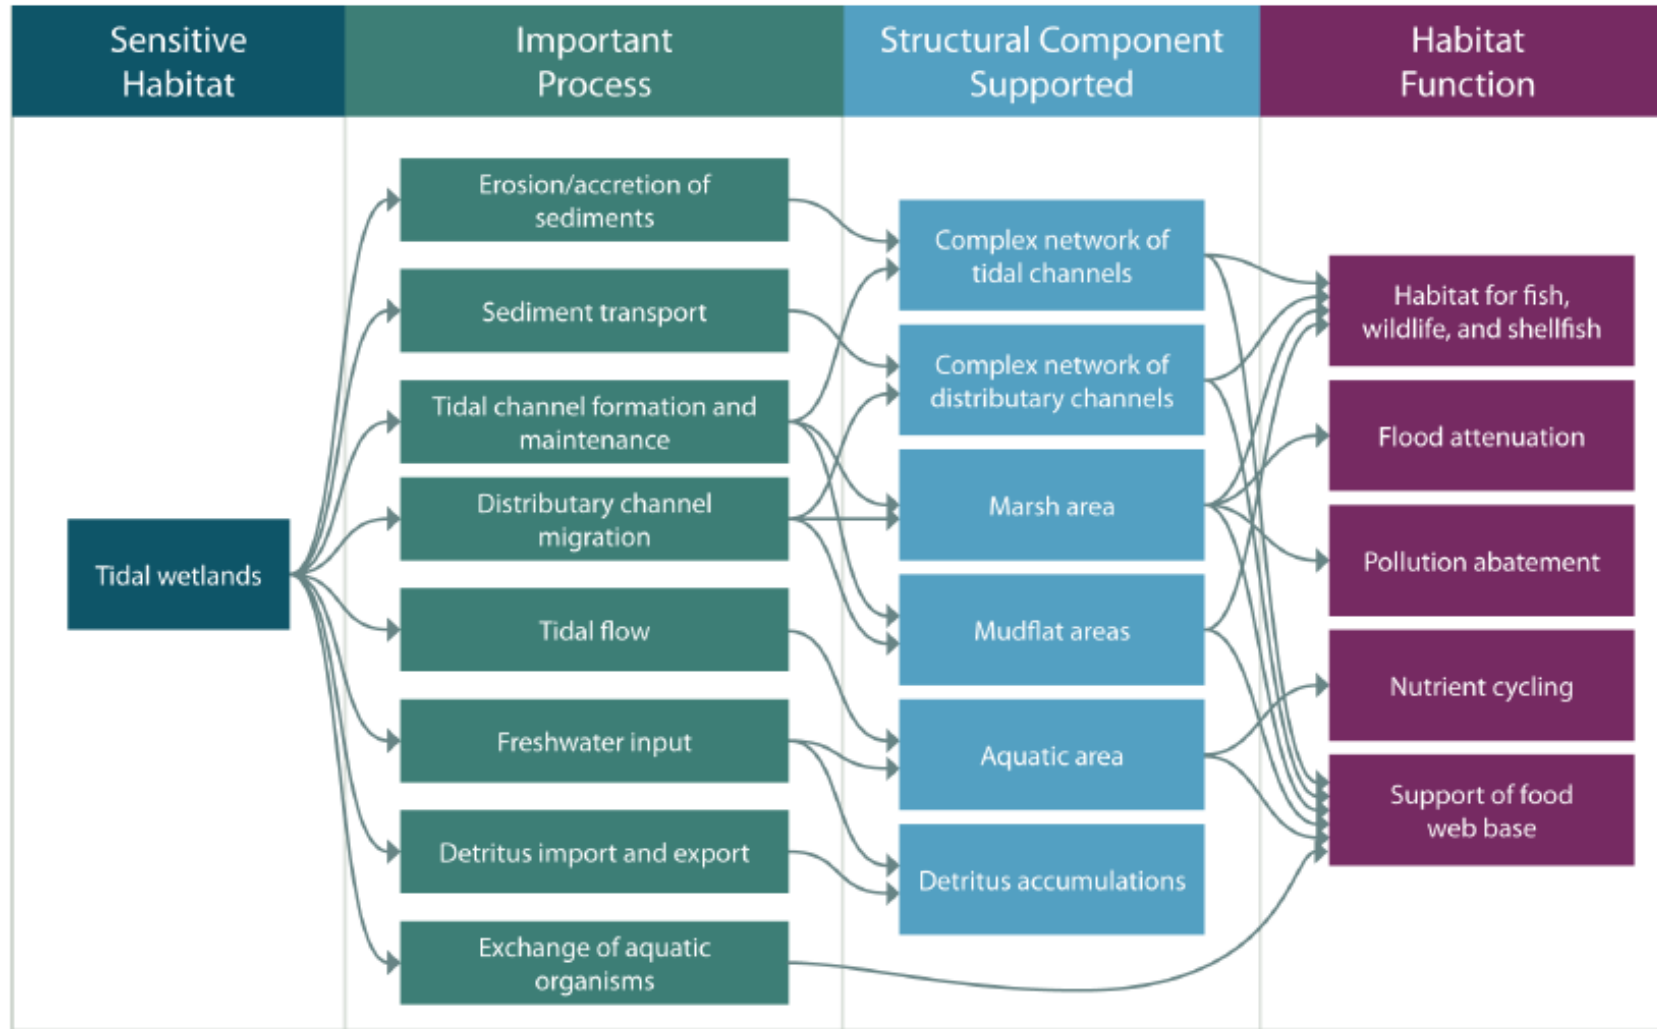 Sensitive
Habitat
Important
Process
Structural Component
Supported
Habitat
Function
Tidal wetlands
Erosion/accretion of
sediments
Sediment transport
Tidal channel formation and
maintenance
Distributary channel
migration
Tidal flow
Freshwater input
Detritus import and export
Exchange of aquatic
organisms
Complex network of
tidal channels
Complex network of
distributary channels
Marsh area
Mudflat areas
Aquatic area
Detritus accumulations
Habitat for fish,
wildlife, and shellfish
Flood attenuation
Pollution abatement
Nutrient cycling
Support of food
web base